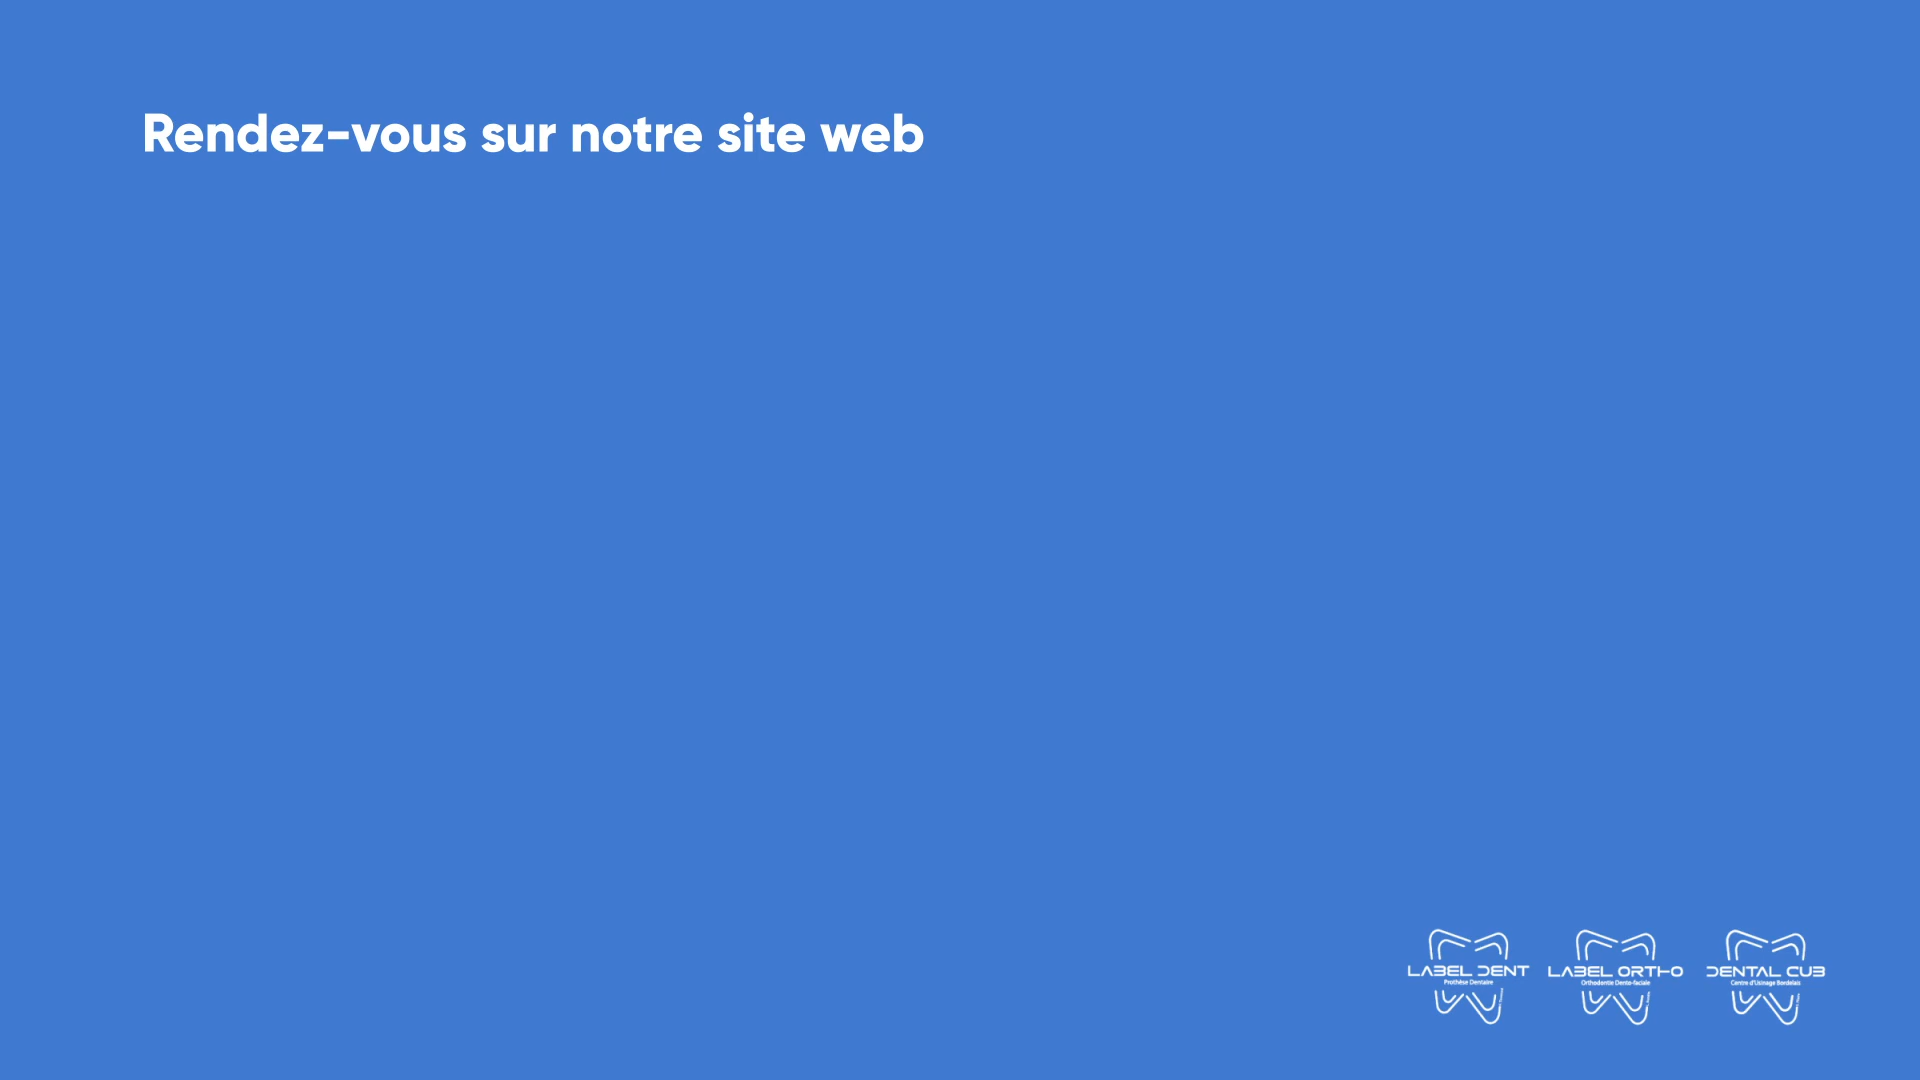 Rendez-vous sur notre site web
LABEL DENT
Prothèse Dentaire
LABEL ORTHO
Orthodontie Dento-faciale
DENTAL CUB
Centre d'Usinage Bordelais